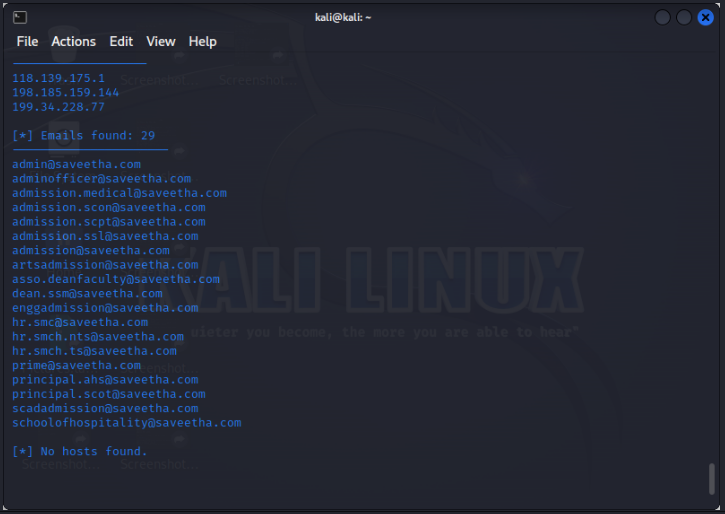 kali@kali: ~
File Actions Edit View Help
118.139.175.1
198.185.159.144
199.34.228.77
[*] Emails found: 29
admin@saveetha.com
adminofficer@saveetha.com
admission.medical@saveetha.com
admission.scon@saveetha.com
admission.scpt@saveetha.com
admission.ssl@saveetha.com
admission@saveetha.com
artsadmission@saveetha.com
asso.deanfaculty@saveetha.com
dean.ssm@saveetha.com
enggadmission@saveetha.com
hr.smc@saveetha.com
hr.smch.nts@saveetha.com
hr.smch.ts@saveetha.com
prime@saveetha.com
principal.ahs@saveetha.com
principal.scot@saveetha.com
scadadmission@saveetha.com
schoolofhospitality@saveetha.com
[*] No hosts found.
Screenshot... Screenshot...
KALI LINUX
uieter you become, the more you are able to hear"
Screenshot... Screenshot...